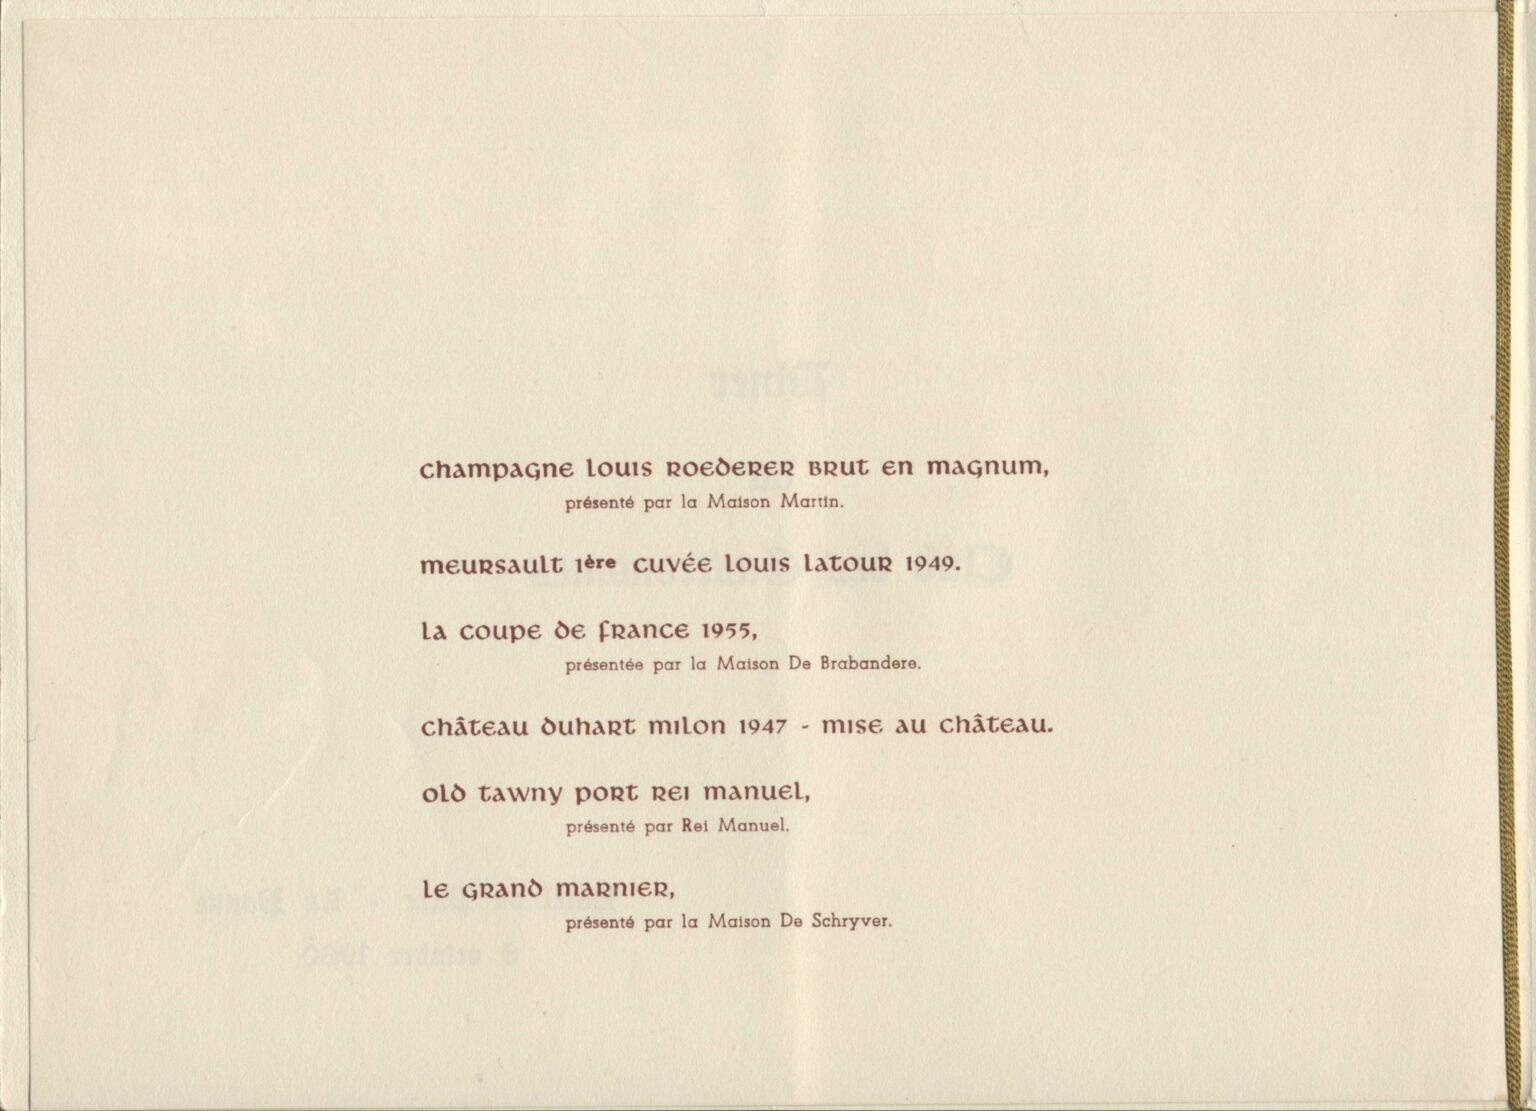 champagne louis roederer brut en magnum,
présenté par la Maison Martin.
meursault 1ère cuvée louis latour 1949.
la coupe de france 1955,
présentée par la Maison De Brabandere.
château duhart milon 1947 - mise au château.
old tawny port rei manuel,
présenté par Rei Manuel.
le grand marnier,
présenté par la Maison De Schryver.